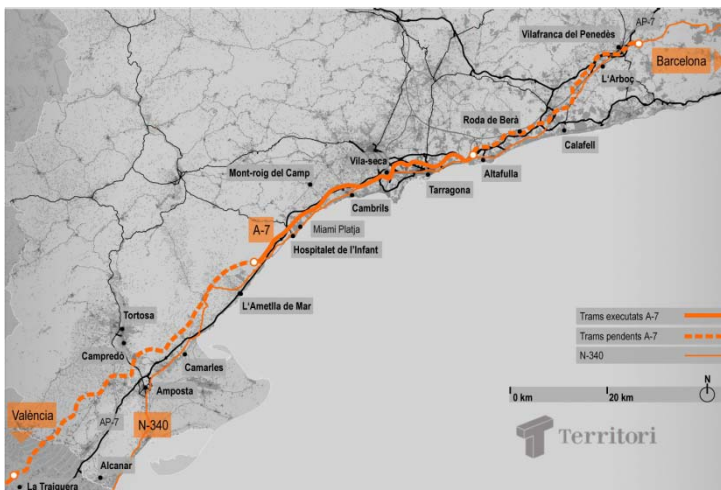 AP-7
Vilafranca del Penedès
Barcelona
L'Arboç
Roda de Berà
Calafell
Vila-seca
Altafulla
Mont-roig del Camp
Tarragona
Cambrils
A-7
Miami Platja
Hospitalet de l'Infant
L'Ametlla de Mar
Tortosa
Campredò
Camarles
Amposta
València
AP-7
N-340
Alcanar
La Traiguera
Trams executats A-7
Trams pendents A-7
N-340
N
0 km
20 km
Territori